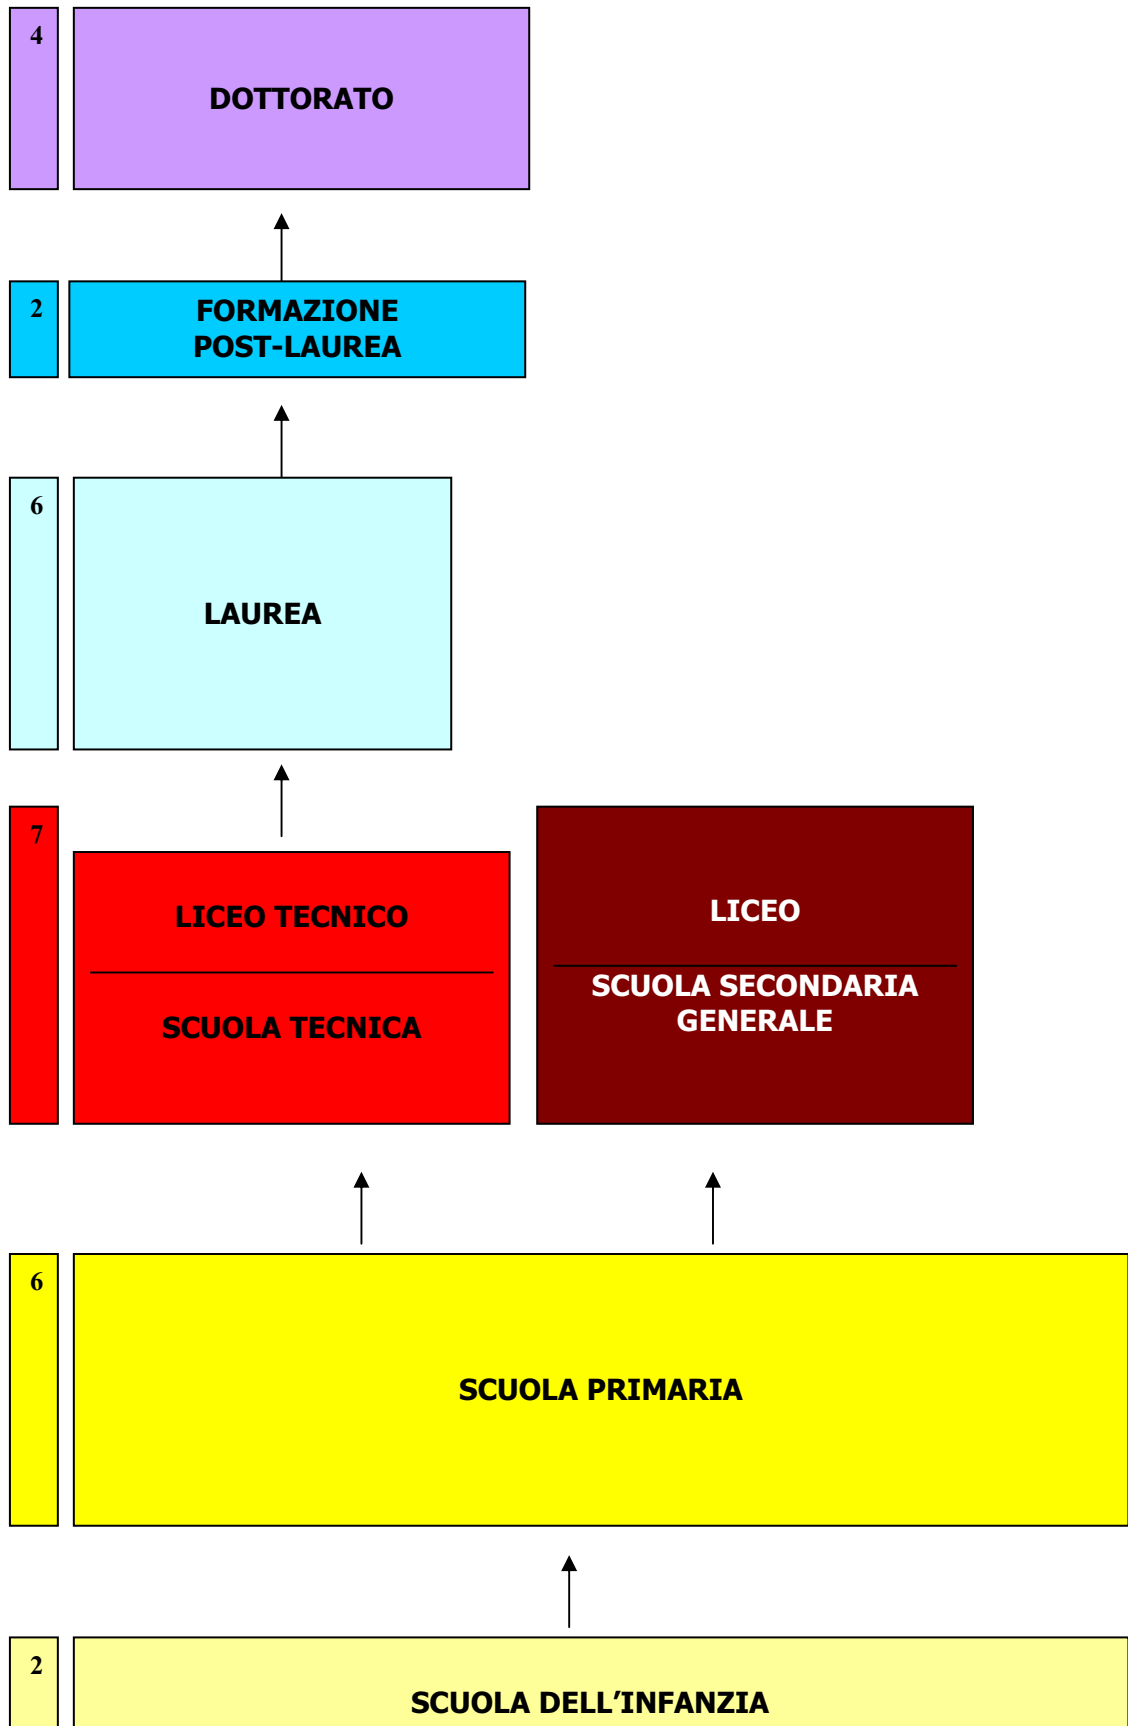 4
DOTTORATO
2
FORMAZIONE
POST-LAUREA
6
LAUREA
7
LICEO TECNICO
SCUOLA TECNICA
LICEO
SCUOLA SECONDARIA
GENERALE
6
SCUOLA PRIMARIA
2
SCUOLA DELL’INFANZIA